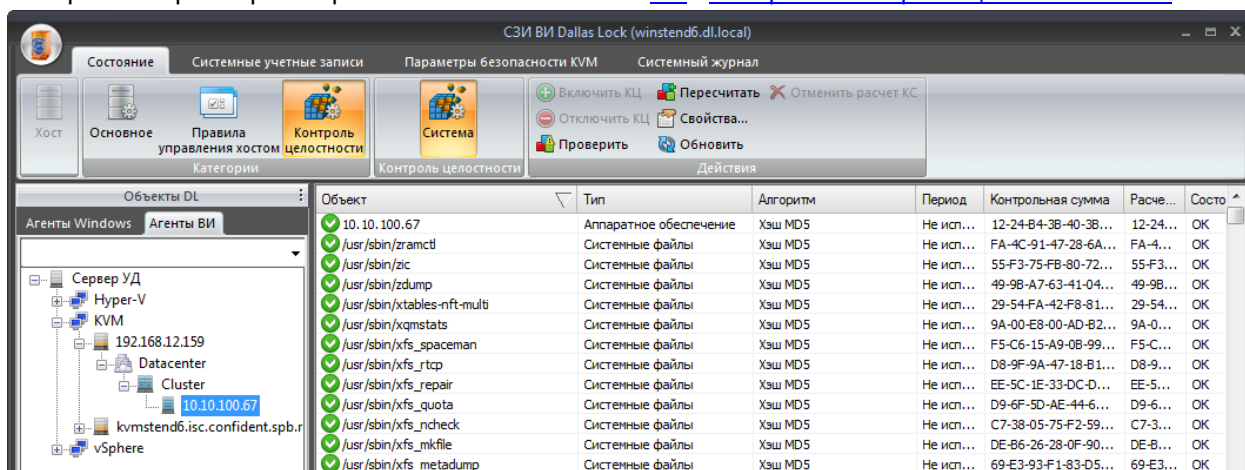 СЗИ ВИ Dallas Lock (winstend6.dl.local)
Состояние Системные учетные записи Параметры безопасности KVM Системный журнал
Хост Основное Правила управления хостом Контроль целостности Система
Включить КЦ Пересчитать Отменить расчет КС
Отключить КЦ Свойства...
Проверить Обновить
Категории Контроль целостности Действия
Объекты DL
Агенты Windows Агенты ВИ
Сервер УД
Hyper-V
KVM
192.168.12.159
Datacenter
Cluster
10.10.100.67
kvmstend6.isc.confident.spb.r
vSphere
Объект Тип Алгоритм Период Контрольная сумма Расче... Состо
10.10.100.67 Аппаратное обеспечение Хэш MD5 Не исп... 12-24-B4-3B-40-3B... 12-24... OK
/usr/sbin/zramctl Системные файлы Хэш MD5 Не исп... FA-4C-91-47-28-6A... FA-4... OK
/usr/sbin/zic Системные файлы Хэш MD5 Не исп... 55-F3-75-FB-80-72... 55-F3... OK
/usr/sbin/zdump Системные файлы Хэш MD5 Не исп... 49-9B-A7-63-41-04... 49-9B... OK
/usr/sbin/xtables-nft-multi Системные файлы Хэш MD5 Не исп... 29-54-FA-42-F8-81... 29-54... OK
/usr/sbin/xqmstats Системные файлы Хэш MD5 Не исп... 9A-00-E8-00-AD-B2... 9A-0... OK
/usr/sbin/xfs_spaceman Системные файлы Хэш MD5 Не исп... F5-C6-15-A9-0B-99... F5-C... OK
/usr/sbin/xfs_rtcp Системные файлы Хэш MD5 Не исп... D8-9F-9A-47-18-B1... D8-9... OK
/usr/sbin/xfs_repair Системные файлы Хэш MD5 Не исп... EE-5C-1E-33-DC-D... EE-5... OK
/usr/sbin/xfs_quota Системные файлы Хэш MD5 Не исп... D9-6F-5D-AE-44-6... D9-6... OK
/usr/sbin/xfs_ncheck Системные файлы Хэш MD5 Не исп... C7-38-05-75-F2-59... C7-3... OK
/usr/sbin/xfs_mkfile Системные файлы Хэш MD5 Не исп... DE-B6-26-28-0F-90... DE-B... OK
/usr/sbin/xfs_metadump Системные файлы Хэш MD5 Не исп... 69-E3-93-F1-83-D5... 69-E3... OK